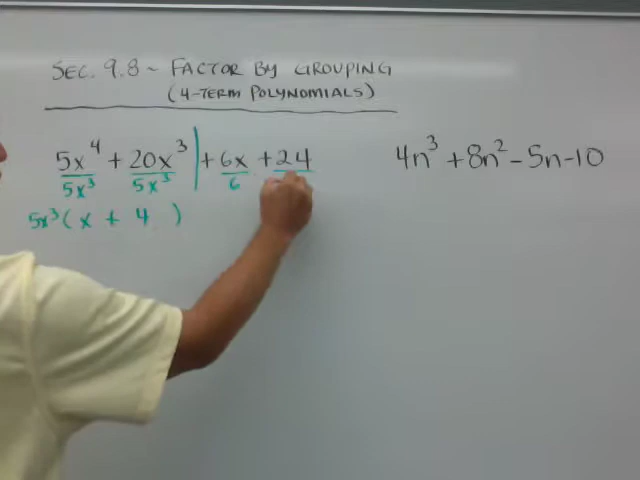 SEC. 9.8 ~ FACTOR BY GROUPING
(4-TERM POLYNOMIALS)
5x⁴ + 20x³ | + 6x + 24
5x³ 5x³ 6
5x³ ( x + 4 )
4n³ + 8n² - 5n - 10